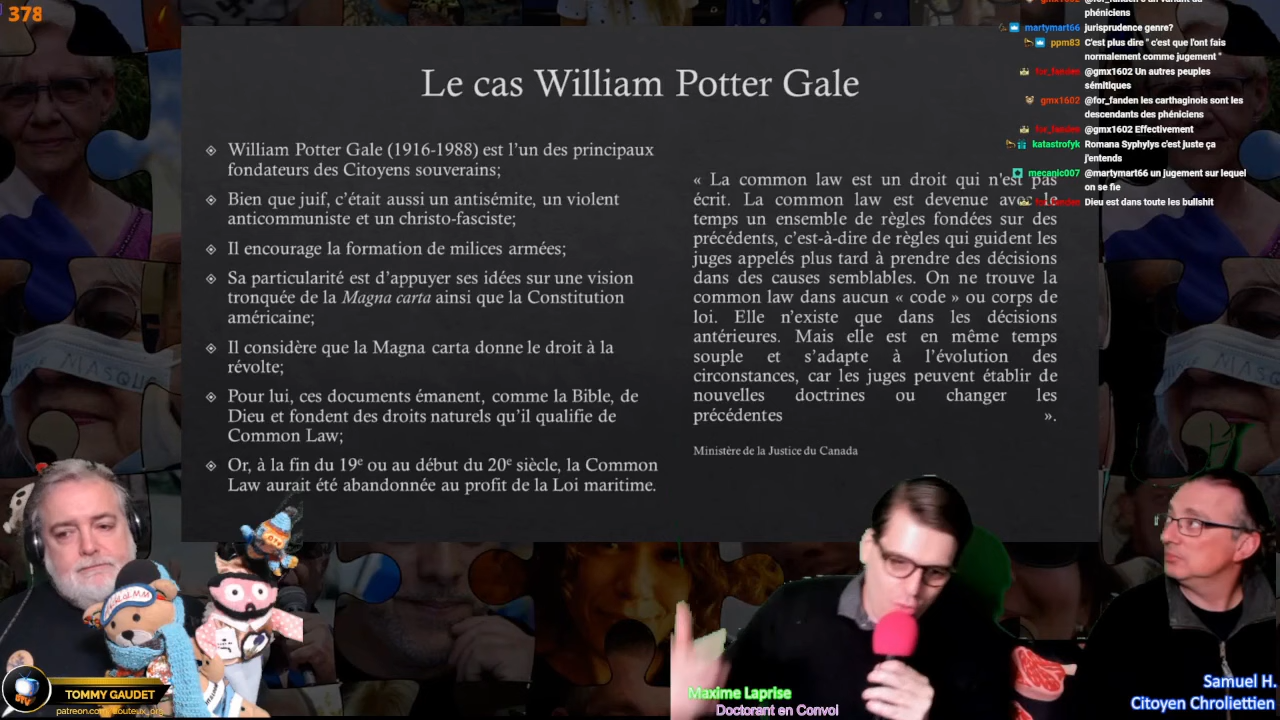 378
Le cas William Potter Gale
William Potter Gale (1916-1988) est l'un des principaux
fondateurs des Citoyens souverains;
Bien que juif, c'était aussi un antisémite, un violent
anticommuniste et un christo-fasciste;
Il encourage la formation de milices armées;
Sa particularité est d'appuyer ses idées sur une vision
tronquée de la Magna carta ainsi que la Constitution
américaine;
Il considère que la Magna carta donne le droit à la
révolte;
Pour lui, ces documents émanent, comme la Bible, de
Dieu et fondent des droits naturels qu'il qualifie de
Common Law;
Or, à la fin du 19e ou au début du 20e siècle, la Common
Law aurait été abandonnée au profit de la Loi maritime.
« La common law est un droit qui n'est pas
écrit. La common law est devenue avec le
temps un ensemble de règles fondées sur des
précédents, c'est-à-dire de règles qui guident les
juges appelés plus tard à prendre des décisions
dans des causes semblables. On ne trouve la
common law dans aucun « code » ou corps de
loi. Elle n'existe que dans les décisions
antérieures. Mais elle est en même temps
souple et s'adapte à l'évolution des
circonstances, car les juges peuvent établir de
nouvelles doctrines ou changer les
précédentes ».
Ministère de la Justice du Canada
phéniciens
martymart66 jurisprudence genre?
ppm83 C'est plus dire " c'est que l'ont fais
normalement comme jugement "
for_fanden @gmx1602 Un autres peuples
sémitiques
gmx1602 @for_fanden les carthaginois sont les
descendants des phéniciens
for_fanden @gmx1602 Effectivement
katastrofyk Romana Syphylys c'est juste ça
j'entends
mecanic007 @martymart66 un jugement sur lequel
on se fie
for_fanden Dieu est dans toute les bullshit
MASQUE
TOMMY GAUDET
Maxime Laprise
Doctorant en Convoi
Samuel H.
Citoyen Chroliettien